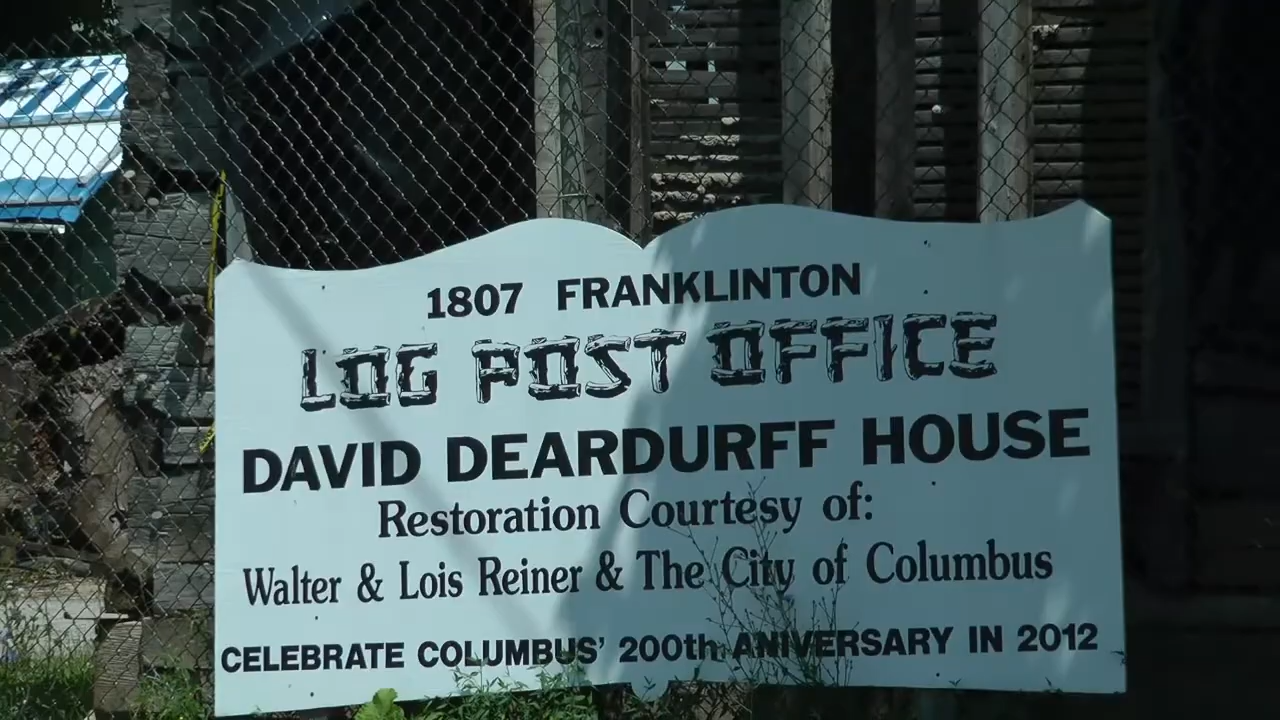 1807 FRANKLINTON
LOG POST OFFICE
DAVID DEARDURFF HOUSE
Restoration Courtesy of:
Walter & Lois Reiner & The City of Columbus
CELEBRATE COLUMBUS' 200th ANIVERSARY IN 2012